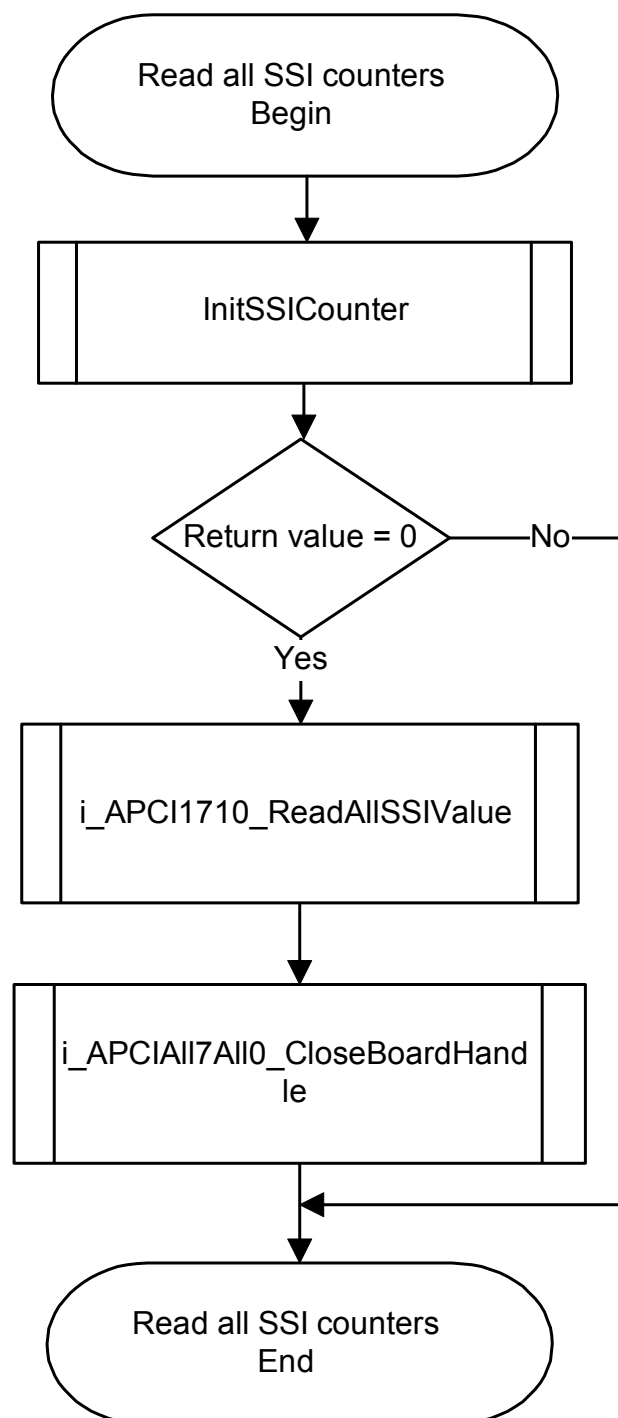 Read all SSI counters
Begin
InitSSICounter
Return value = 0
No
Yes
i_APCI1710_ReadAllSSIValue
i_APCIAll7All0_CloseBoardHand
le
Read all SSI counters
End